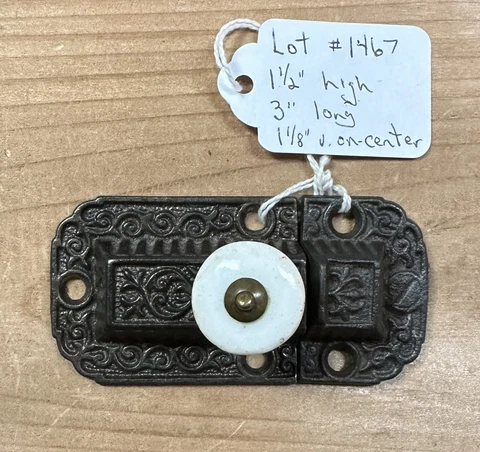 Lot #1467
1 1/2" high
3" long
1 1/8" v. on-center